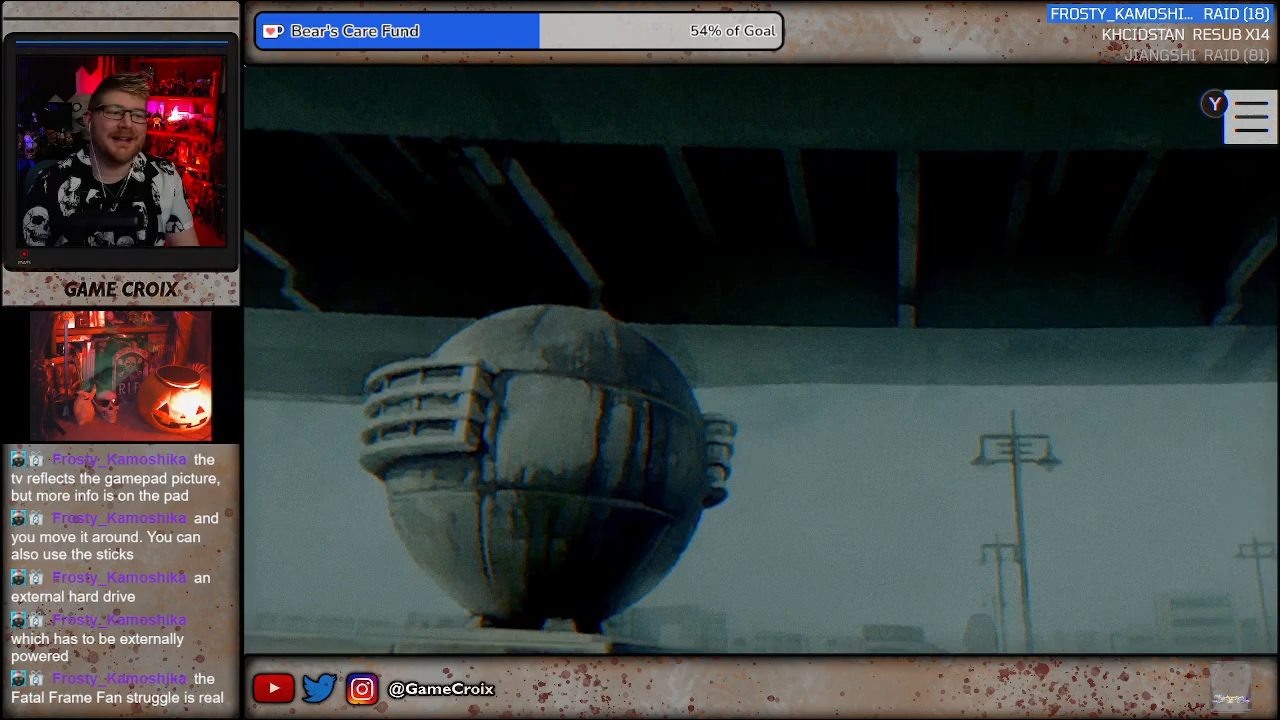 Bear's Care Fund
54% of Goal
FROSTY_KAMOSHI... RAID (18)
KHCIDSTAN RESUB X14
JIANGSHI RAID (81)
Y
GAME CROIX
RIP
Frosty_Kamoshika the
tv reflects the gamepad picture,
but more info is on the pad
Frosty_Kamoshika and
you move it around. You can
also use the sticks
Frosty_Kamoshika an
external hard drive
Frosty_Kamoshika
which has to be externally
powered
Frosty_Kamoshika the
Fatal Frame Fan struggle is real
@GameCroix